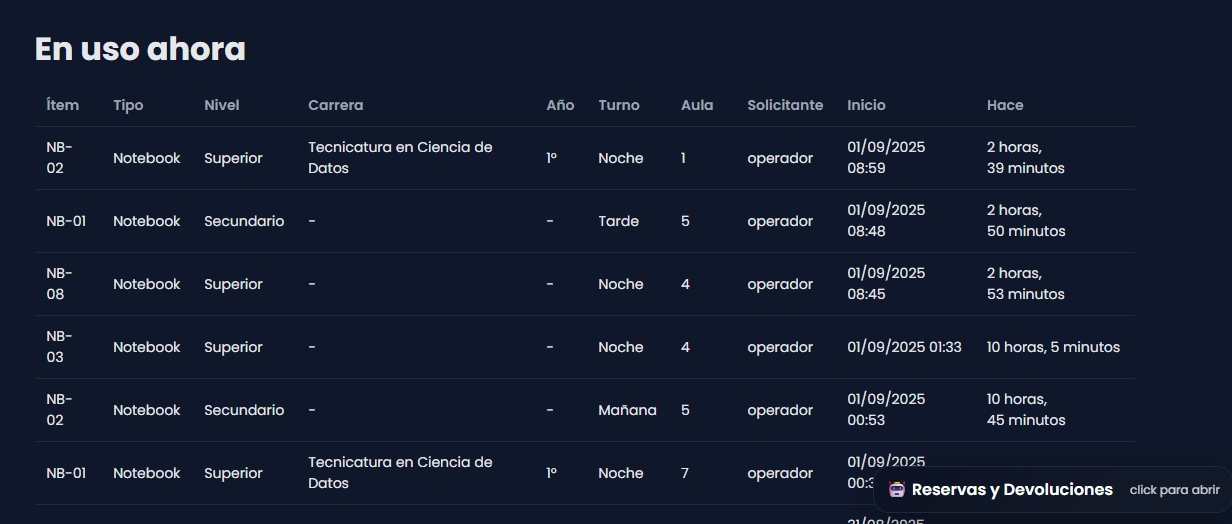 En uso ahora
Ítem Tipo Nivel Carrera Año Turno Aula Solicitante Inicio Hace
NB-02 Notebook Superior Tecnicatura en Ciencia de Datos 1º Noche 1 operador 01/09/2025 08:59 2 horas, 39 minutos
NB-01 Notebook Secundario - - Tarde 5 operador 01/09/2025 08:48 2 horas, 50 minutos
NB-08 Notebook Superior - - Noche 4 operador 01/09/2025 08:45 2 horas, 53 minutos
NB-03 Notebook Superior - - Noche 4 operador 01/09/2025 01:33 10 horas, 5 minutos
NB-02 Notebook Secundario - - Mañana 5 operador 01/09/2025 00:53 10 horas, 45 minutos
NB-01 Notebook Superior Tecnicatura en Ciencia de Datos 1º Noche 7 operador 01/09/2025
Reservas y Devoluciones click para abrir